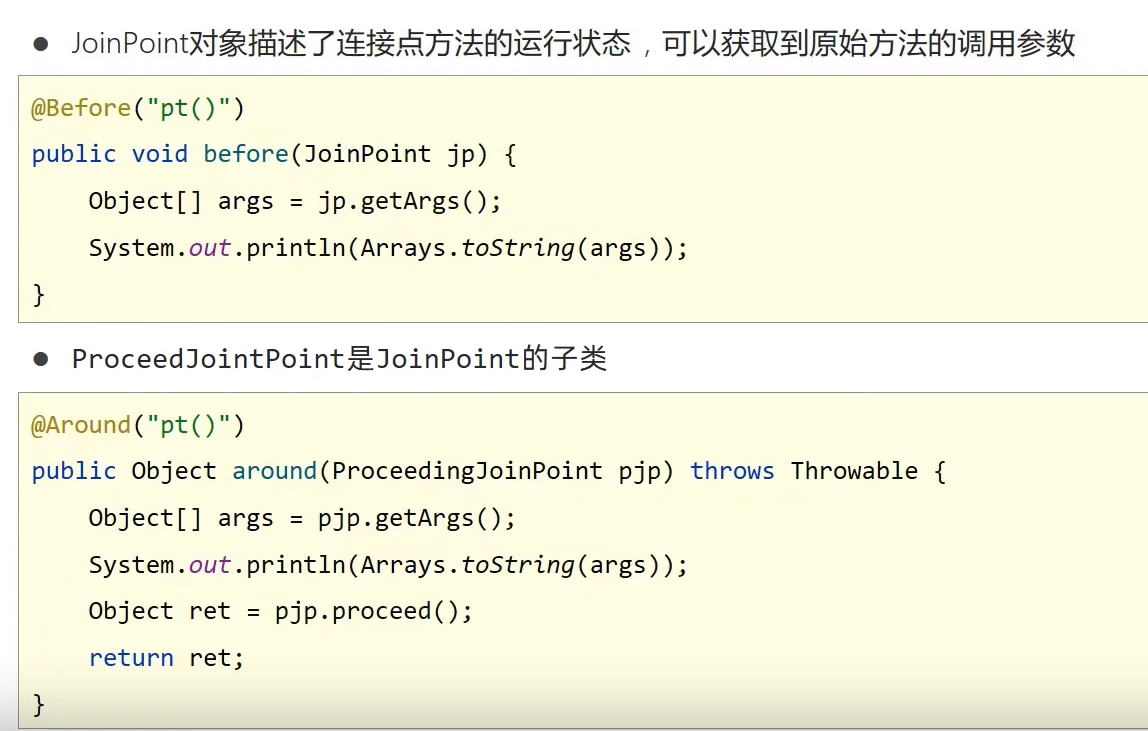 ● JoinPoint对象描述了连接点方法的运行状态，可以获取到原始方法的调用参数
@Before("pt()")
public void before(JoinPoint jp) {
    Object[] args = jp.getArgs();
    System.out.println(Arrays.toString(args));
}
● ProceedJointPoint是JoinPoint的子类
@Around("pt()")
public Object around(ProceedingJoinPoint pjp) throws Throwable {
    Object[] args = pjp.getArgs();
    System.out.println(Arrays.toString(args));
    Object ret = pjp.proceed();
    return ret;
}